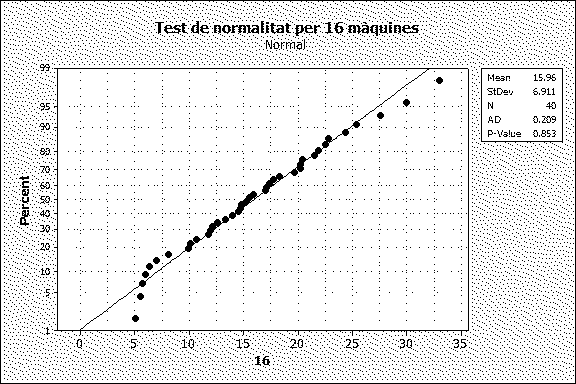 Test de normalitat per 16 màquines
Normal
99
95
90
80
70
60
50
40
30
20
10
5
1
Percent
0 5 10 15 20 25 30 35
16
Mean 15.96
StDev 6.911
N 40
AD 0.209
P-Value 0.853